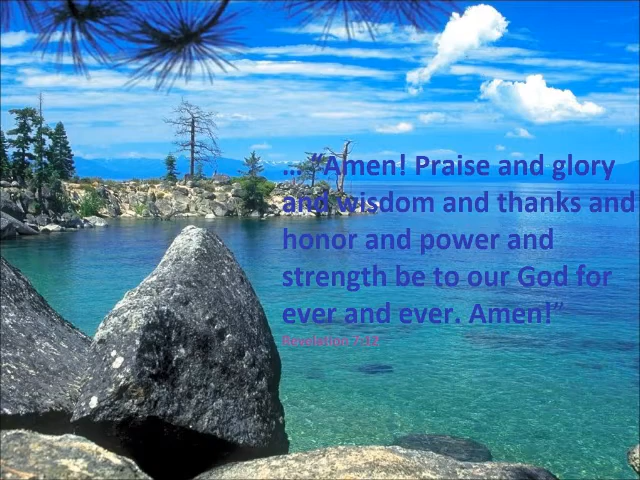 ... “Amen! Praise and glory
and wisdom and thanks and
honor and power and
strength be to our God for
ever and ever. Amen!”
Revelation 7:12